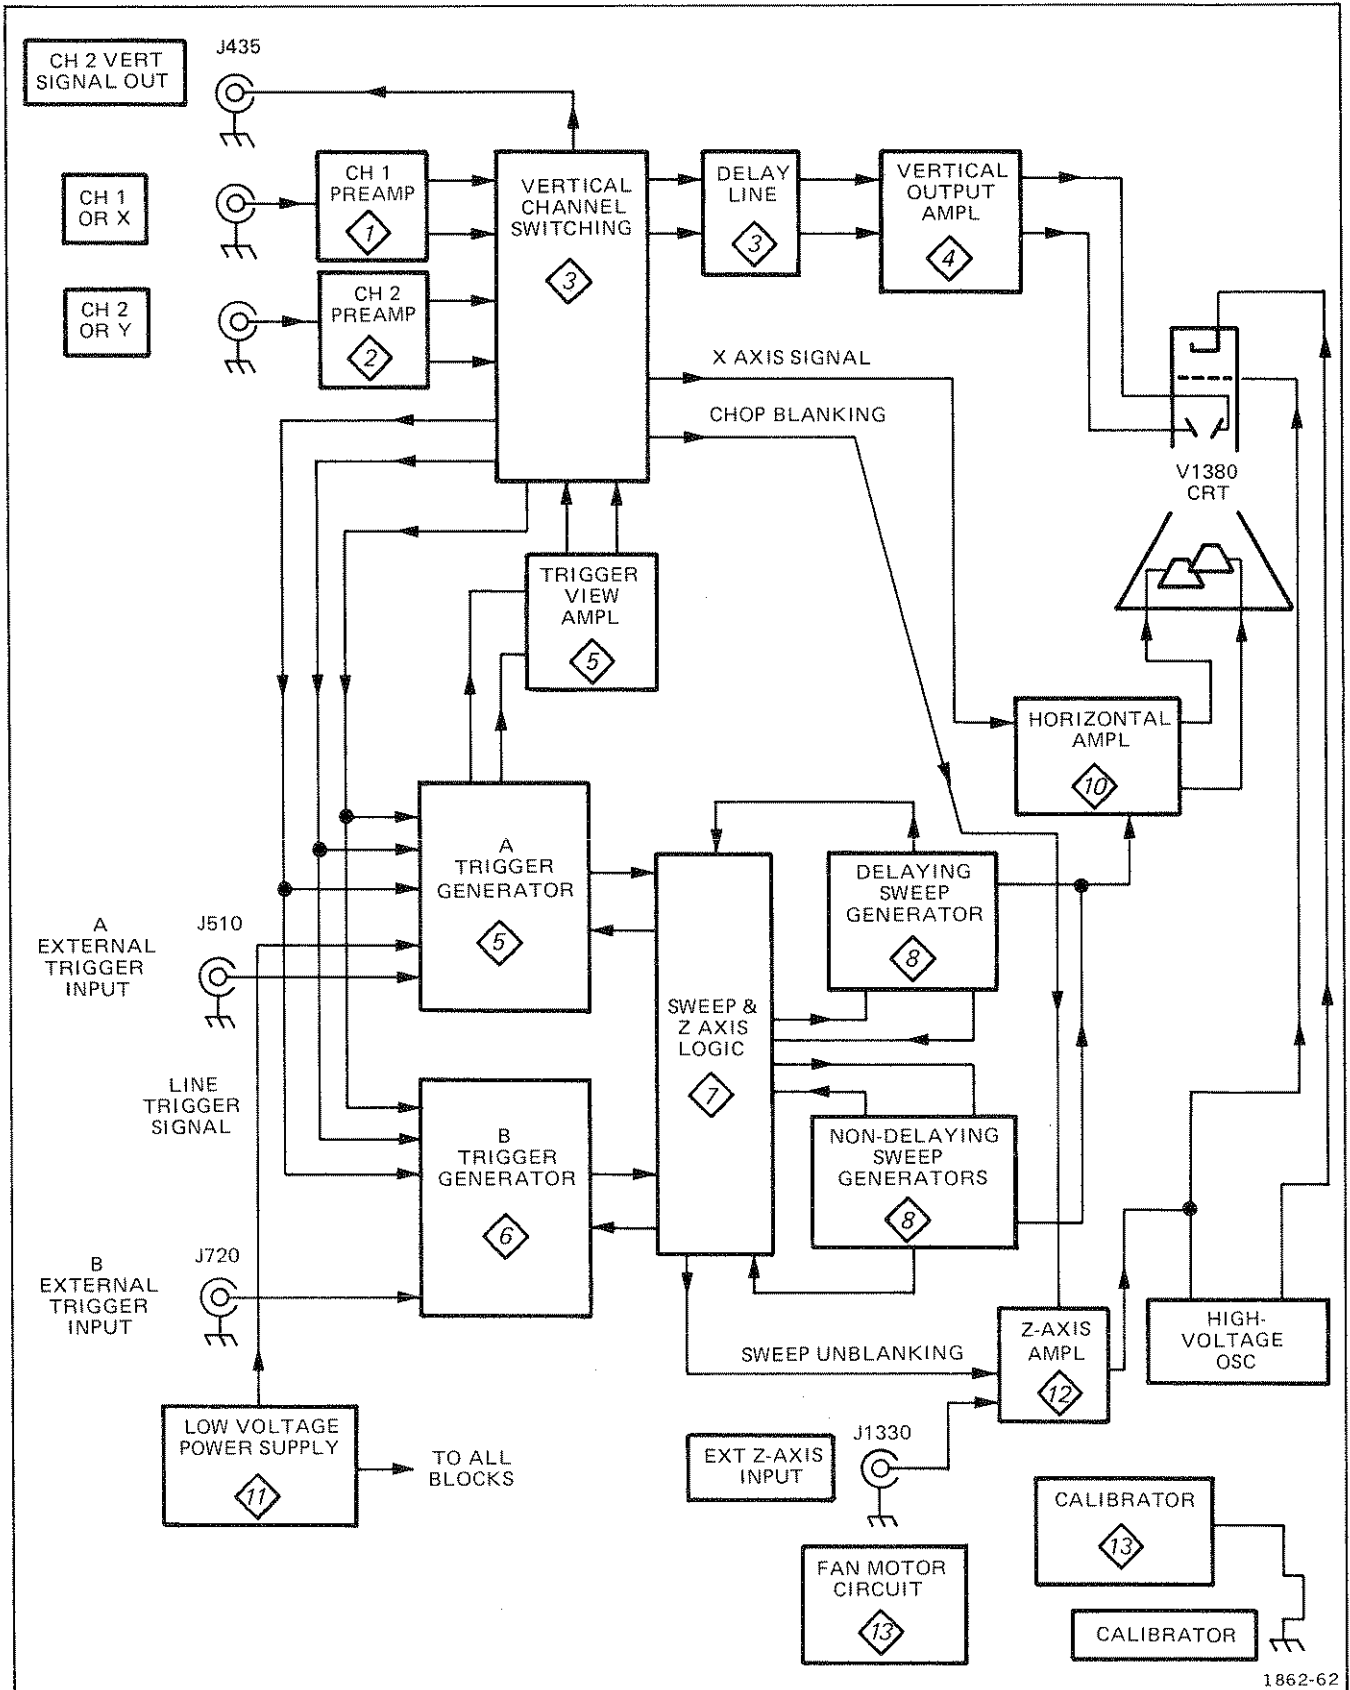 CH 2 VERT
SIGNAL OUT
J435
CH 1
OR X
CH 1
PREAMP
1
CH 2
OR Y
CH 2
PREAMP
2
VERTICAL
CHANNEL
SWITCHING
3
DELAY
LINE
3
VERTICAL
OUTPUT
AMPL
4
X AXIS SIGNAL
CHOP BLANKING
V1380
CRT
TRIGGER
VIEW
AMPL
5
HORIZONTAL
AMPL
10
A
TRIGGER
GENERATOR
5
DELAYING
SWEEP
GENERATOR
8
A
EXTERNAL
TRIGGER
INPUT
J510
SWEEP &
Z AXIS
LOGIC
7
LINE
TRIGGER
SIGNAL
B
TRIGGER
GENERATOR
6
NON-DELAYING
SWEEP
GENERATORS
8
B
EXTERNAL
TRIGGER
INPUT
J720
SWEEP UNBLANKING
Z-AXIS
AMPL
12
HIGH-
VOLTAGE
OSC
LOW VOLTAGE
POWER SUPPLY
11
TO ALL
BLOCKS
EXT Z-AXIS
INPUT
J1330
CALIBRATOR
13
FAN MOTOR
CIRCUIT
13
CALIBRATOR
1862-62